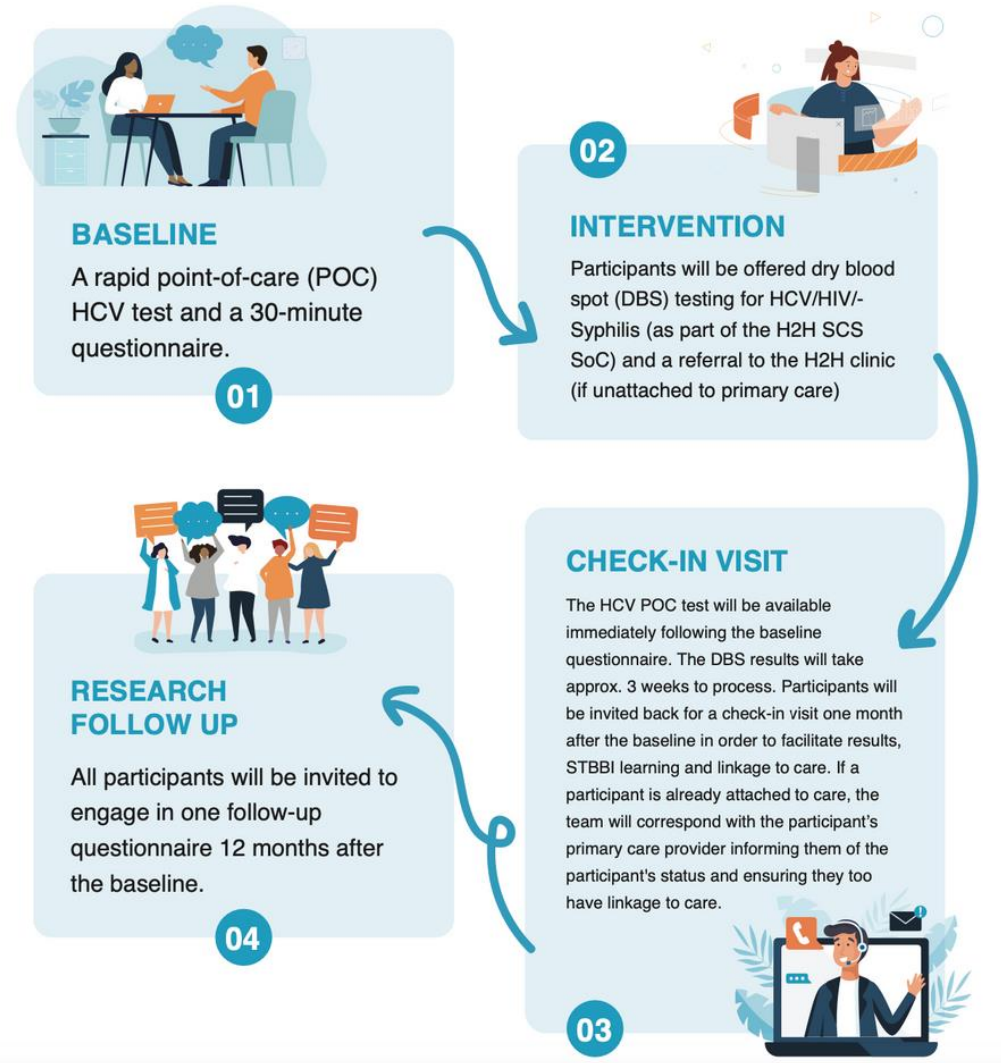 BASELINE
A rapid point-of-care (POC)
HCV test and a 30-minute
questionnaire.
01
02
INTERVENTION
Participants will be offered dry blood
spot (DBS) testing for HCV/HIV/-
Syphilis (as part of the H2H SCS
SoC) and a referral to the H2H clinic
(if unattached to primary care)
CHECK-IN VISIT
The HCV POC test will be available
immediately following the baseline
questionnaire. The DBS results will take
approx. 3 weeks to process. Participants will
be invited back for a check-in visit one month
after the baseline in order to facilitate results,
STBBI learning and linkage to care. If a
participant is already attached to care, the
team will correspond with the participant’s
primary care provider informing them of the
participant's status and ensuring they too
have linkage to care.
03
RESEARCH
FOLLOW UP
All participants will be invited to
engage in one follow-up
questionnaire 12 months after
the baseline.
04